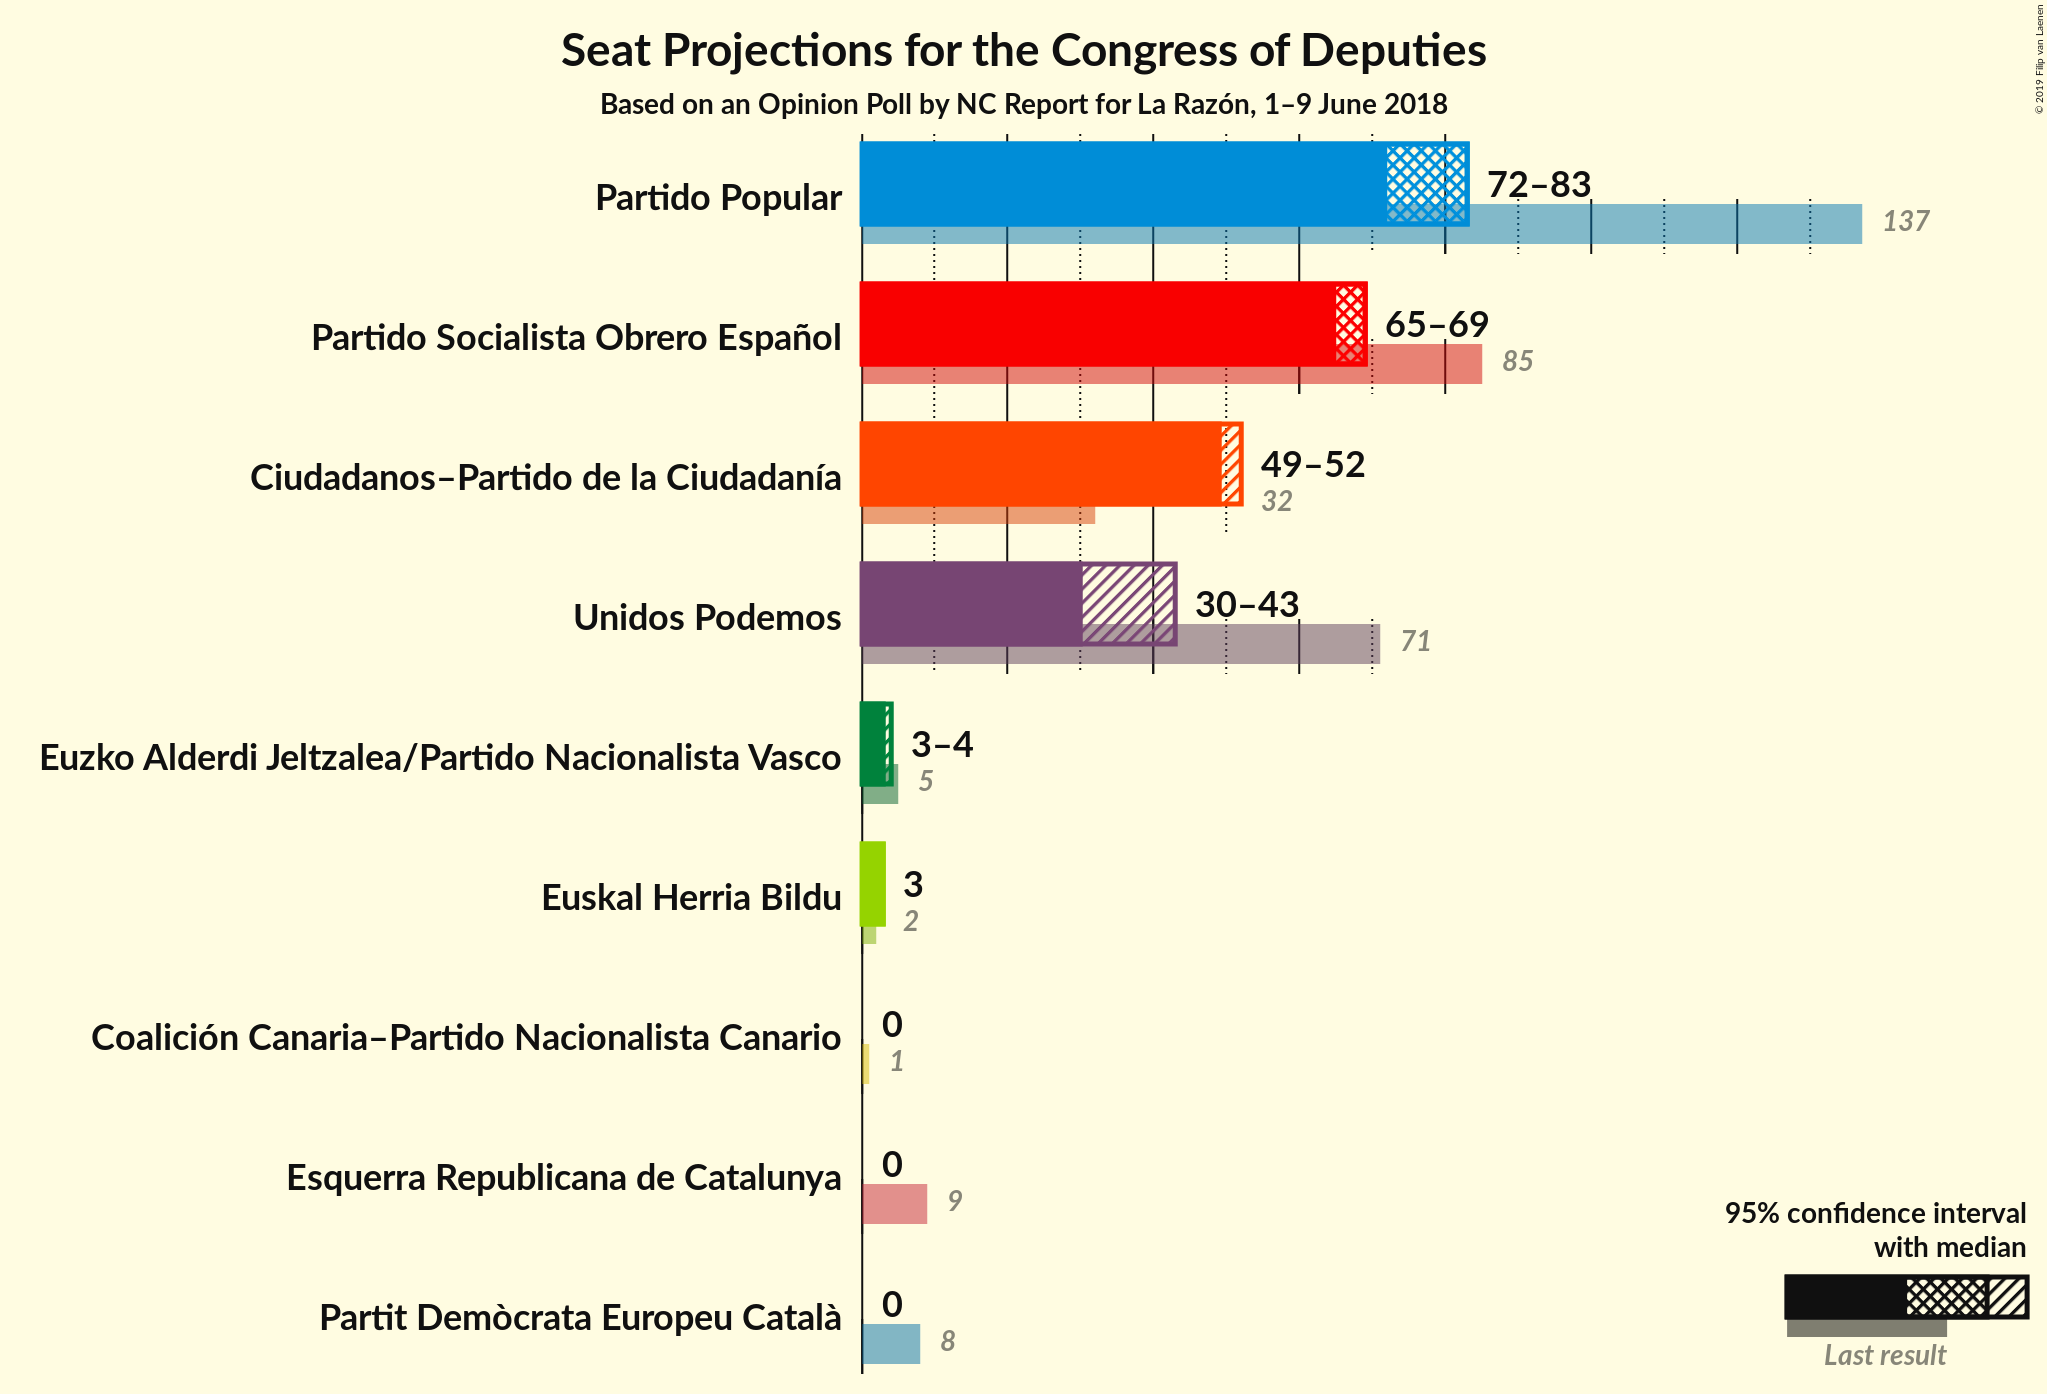 Seat Projections for the Congress of Deputies
Based on an Opinion Poll by NC Report for La Razón, 1–9 June 2018
© 2019 Filip van Laenen
Partido Popular
72–83
137
Partido Socialista Obrero Español
65–69
85
Ciudadanos–Partido de la Ciudadanía
49–52
32
Unidos Podemos
30–43
71
Euzko Alderdi Jeltzalea/Partido Nacionalista Vasco
3–4
5
Euskal Herria Bildu
3
2
Coalición Canaria–Partido Nacionalista Canario
0
1
Esquerra Republicana de Catalunya
0
9
Partit Demòcrata Europeu Català
0
8
95% confidence interval
with median
Last result